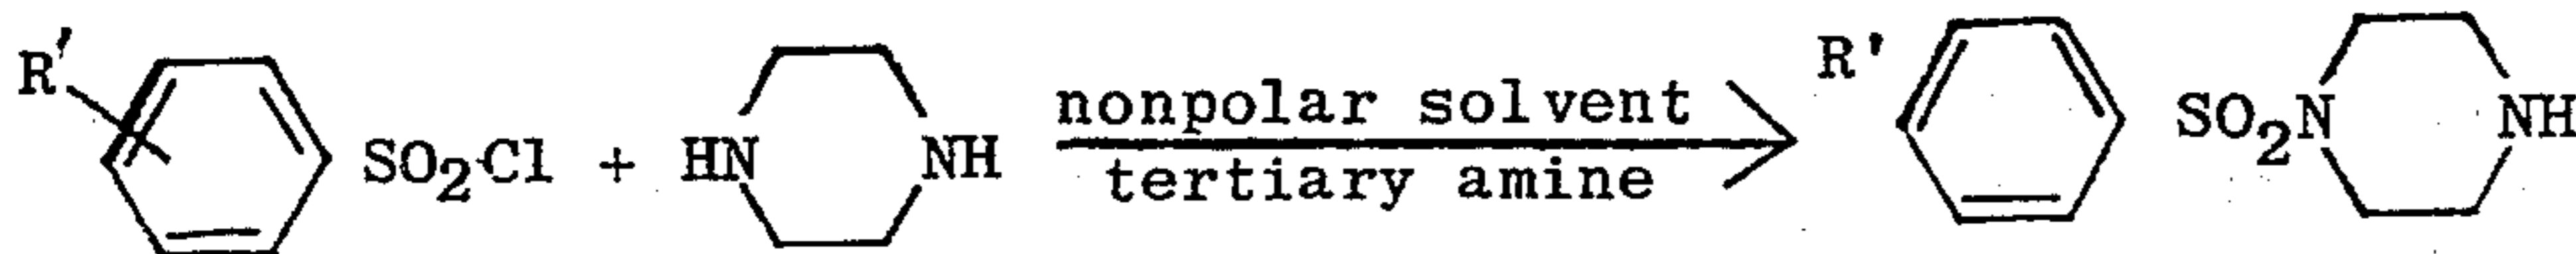 R' SO2Cl + HN NH nonpolar solvent R' SO2N NH
tertiary amine